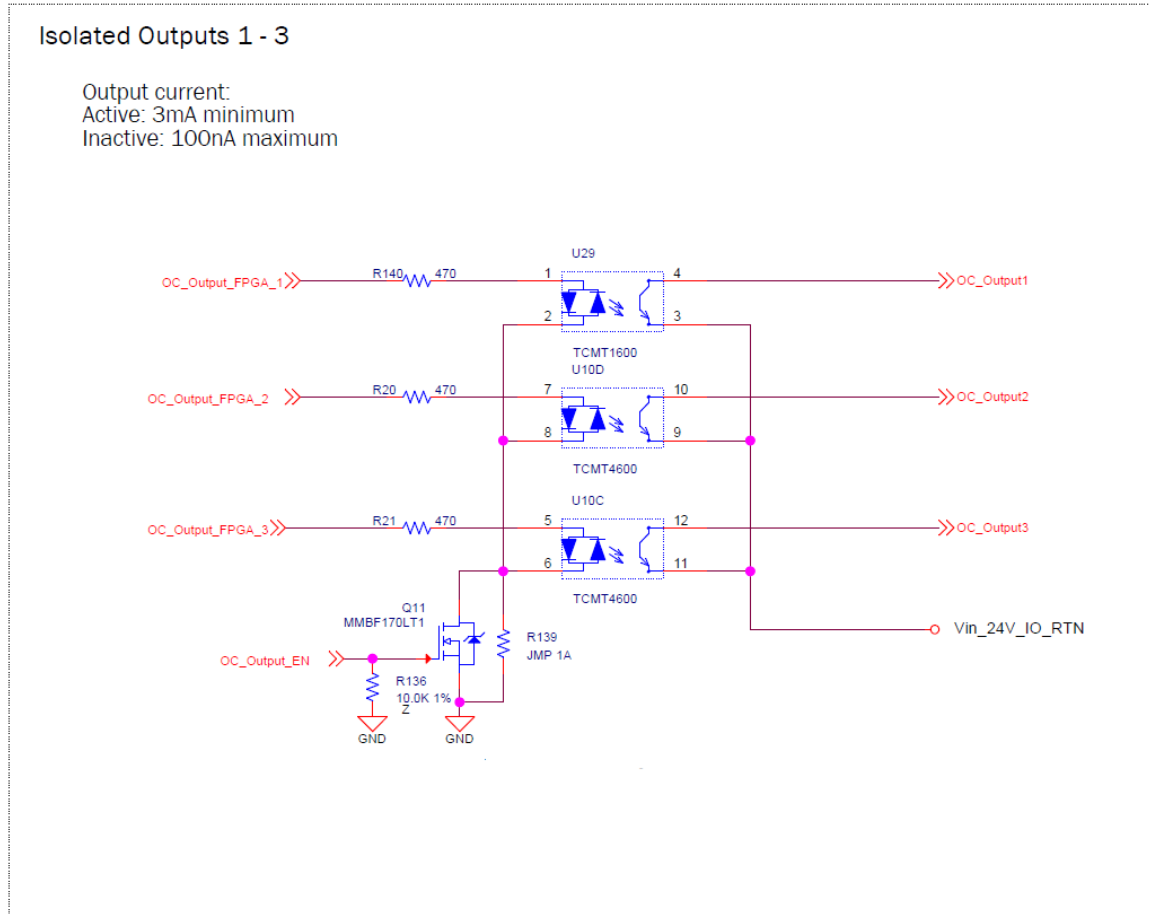 Isolated Outputs 1 - 3
Output current:
Active: 3mA minimum
Inactive: 100nA maximum
U29
OC_Output_FPGA_1
R140
470
1
4
OC_Output1
2
3
TCMT1600
U10D
OC_Output_FPGA_2
R20
470
7
10
OC_Output2
8
9
TCMT4600
U10C
OC_Output_FPGA_3
R21
470
5
12
OC_Output3
6
11
TCMT4600
Q11
MMBF170LT1
R139
JMP 1A
Vin_24V_IO_RTN
OC_Output_EN
R136
10.0K 1%
Z
GND
GND